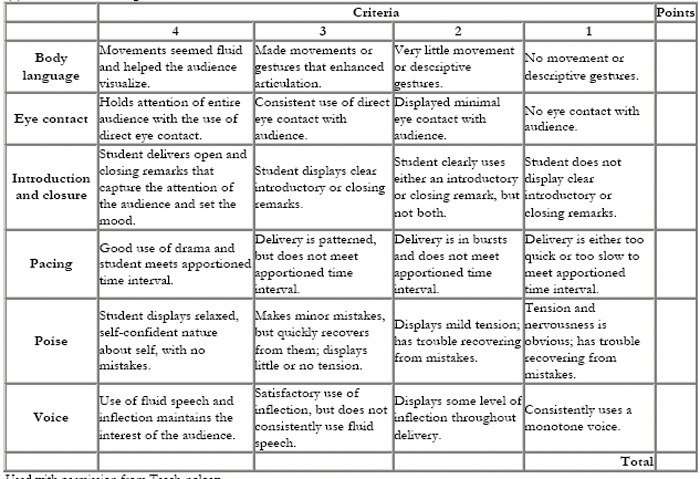 Criteria Points
4 3 2 1
Body
language
Movements seemed fluid
and helped the audience
visualize.
Made movements or
gestures that enhanced
articulation.
Very little movement
or descriptive
gestures.
No movement or
descriptive gestures.
Eye contact
Holds attention of entire
audience with the use of
direct eye contact.
Consistent use of direct
eye contact with
audience.
Displayed minimal
eye contact with
audience.
No eye contact with
audience.
Introduction
and closure
Student delivers open and
closing remarks that
capture the attention of
the audience and set the
mood.
Student displays clear
introductory or closing
remarks.
Student clearly uses
either an introductory
or closing remark, but
not both.
Student does not
display clear
introductory or
closing remarks.
Pacing
Good use of drama and
student meets apportioned
time interval.
Delivery is patterned,
but does not meet
apportioned time
interval.
Delivery is in bursts
and does not meet
apportioned time
interval.
Delivery is either too
quick or too slow to
meet apportioned
time interval.
Poise
Student displays relaxed,
self-confident nature
about self, with no
mistakes.
Makes minor mistakes,
but quickly recovers
from them; displays
little or no tension.
Displays mild tension;
has trouble recovering
from mistakes.
Tension and
nervousness is
obvious; has trouble
recovering from
mistakes.
Voice
Use of fluid speech and
inflection maintains the
interest of the audience.
Satisfactory use of
inflection, but does not
consistently use fluid
speech.
Displays some level of
inflection throughout
delivery.
Consistently uses a
monotone voice.
Total
Used with permission from